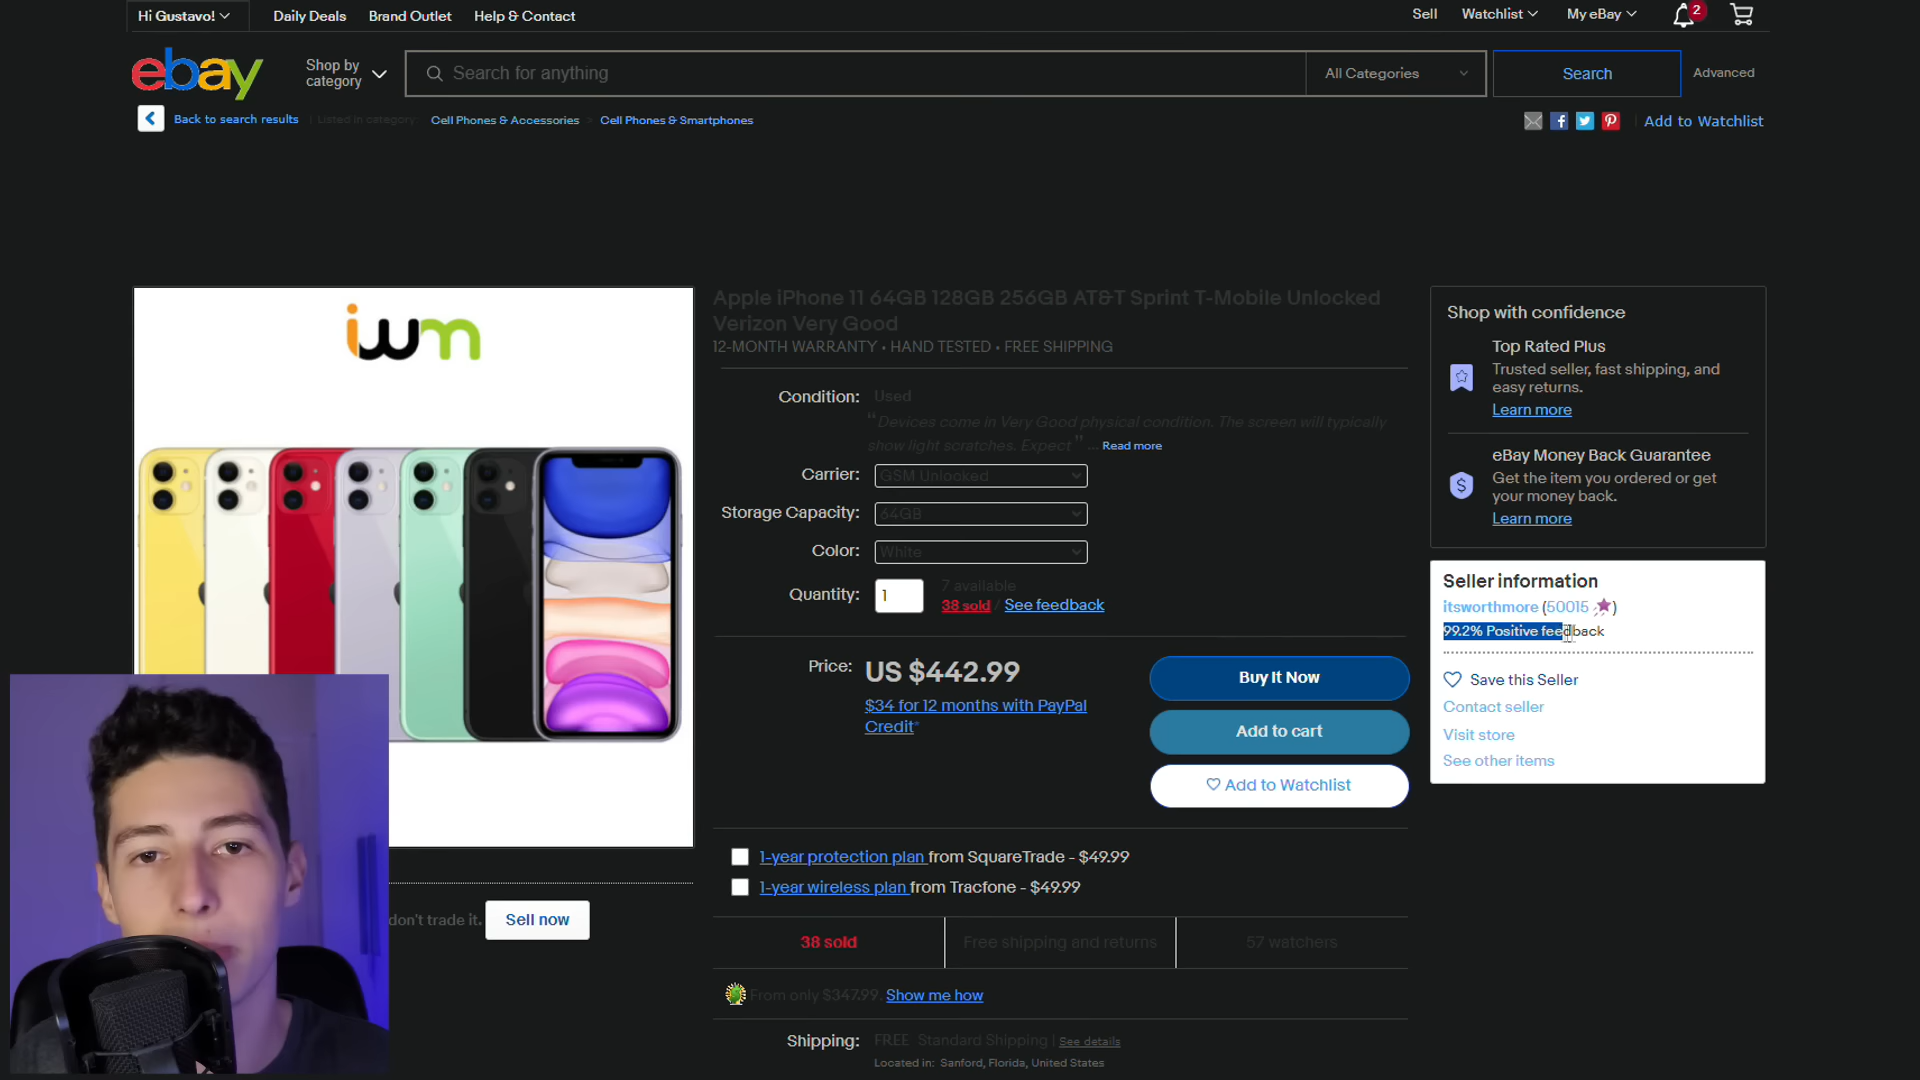 Hi Gustavo!
Daily Deals
Brand Outlet
Help & Contact
Sell
Watchlist
My eBay
2
ebay
Shop by
category
Search for anything
All Categories
Search
Advanced
Back to search results
Listed in category:
Cell Phones & Accessories
>
Cell Phones & Smartphones
Add to Watchlist
iwm
Apple iPhone 11 64GB 128GB 256GB AT&T Sprint T-Mobile Unlocked
Verizon Very Good
12-MONTH WARRANTY • HAND TESTED • FREE SHIPPING
Condition: Used
“Devices come in Very Good physical condition. The screen will typically
show light scratches. Expect” ... Read more
Carrier: GSM Unlocked
Storage Capacity: 64GB
Color: White
Quantity: 1
7 available
38 sold / See feedback
Price: US $442.99
$34 for 12 months with PayPal
Credit*
Buy It Now
Add to cart
Add to Watchlist
1-year protection plan from SquareTrade - $49.99
1-year wireless plan from Tracfone - $49.99
38 sold
Free shipping and returns
57 watchers
From only $347.99. Show me how
Shipping: FREE Standard Shipping | See details
Located in: Sanford, Florida, United States
don't trade it.
Sell now
Shop with confidence
Top Rated Plus
Trusted seller, fast shipping, and
easy returns.
Learn more
eBay Money Back Guarantee
Get the item you ordered or get
your money back.
Learn more
Seller information
itsworthmore (50015)
99.2% Positive feedback
Save this Seller
Contact seller
Visit store
See other items